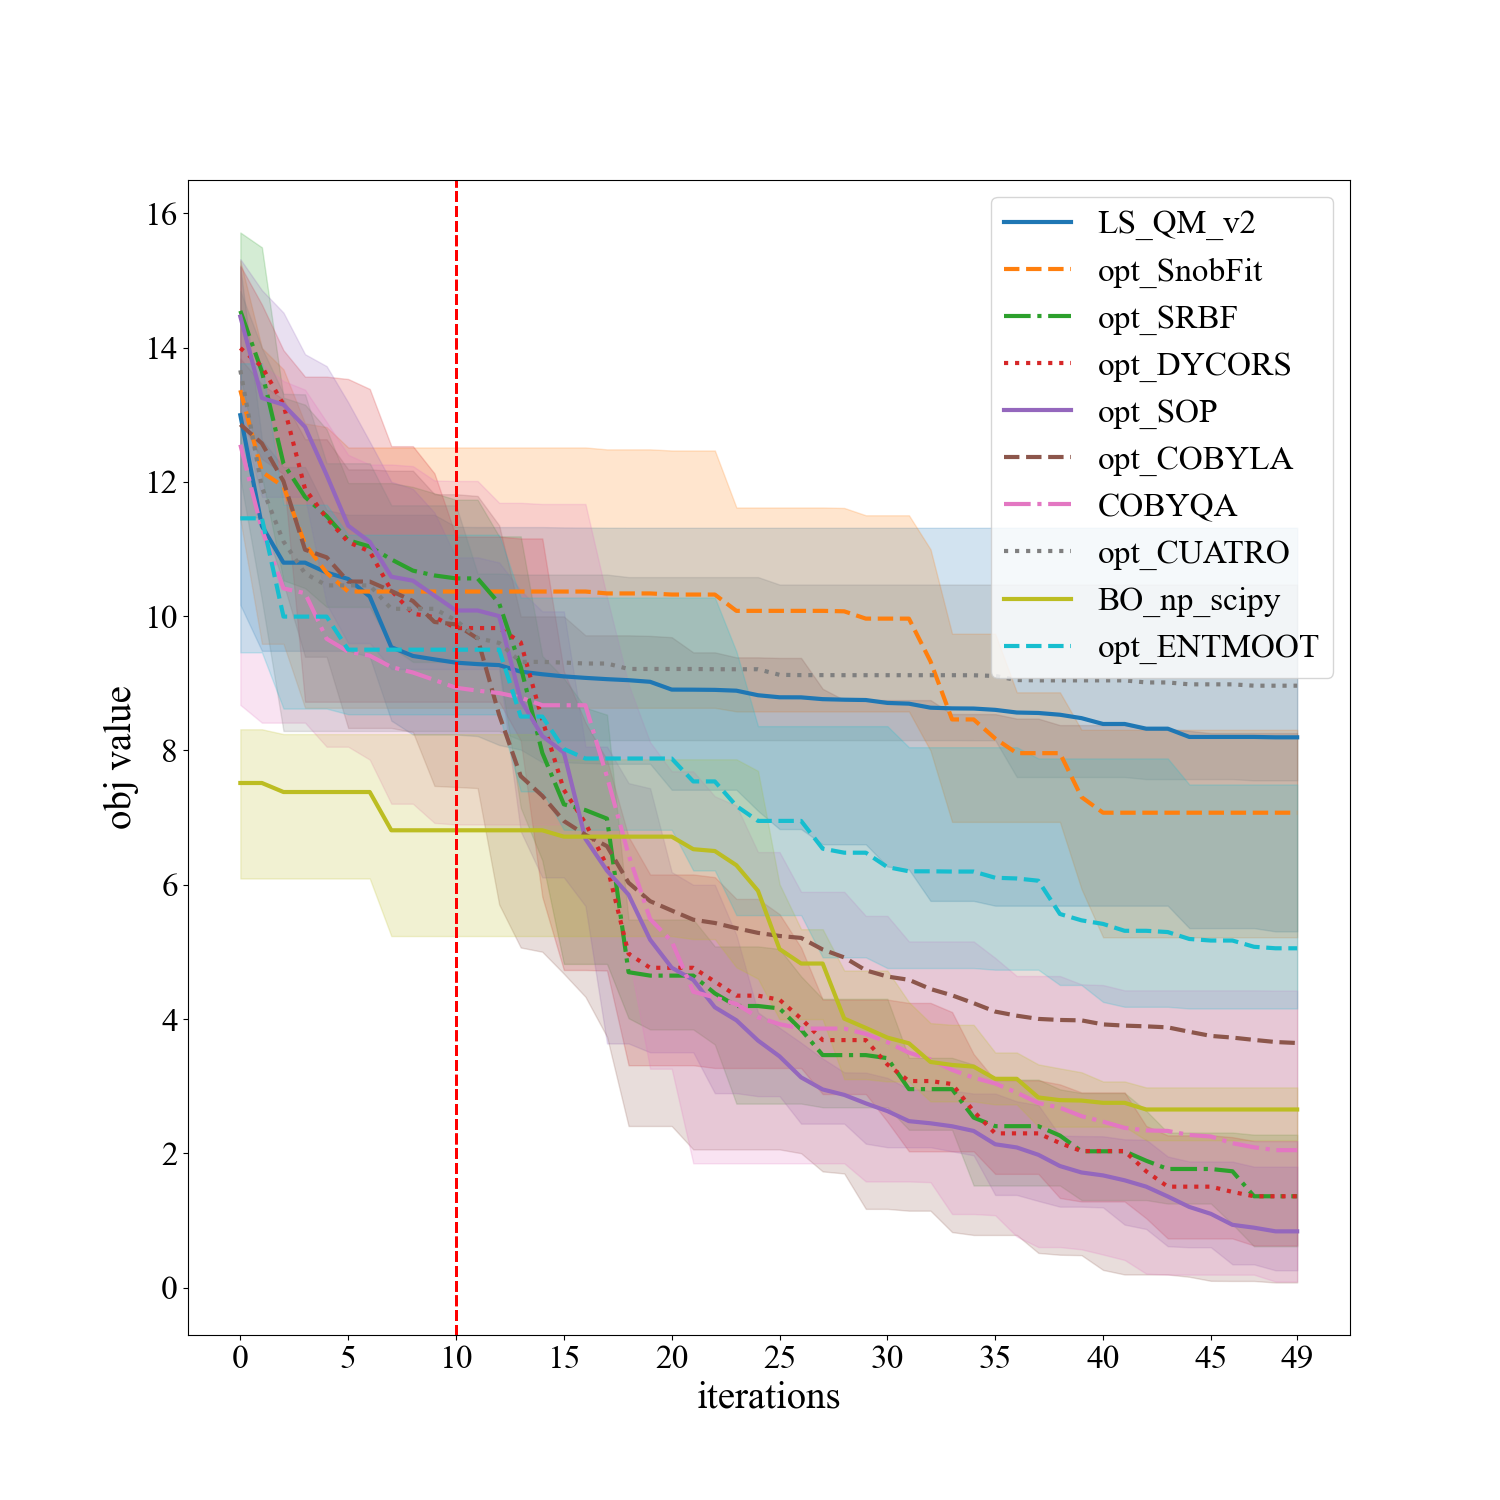 obj value
16
14
12
10
8
6
4
2
0
LS_QM_v2
opt_SnobFit
opt_SRBF
opt_DYCORS
opt_SOP
opt_COBYLA
COBYQA
opt_CUATRO
BO_np_scipy
opt_ENTMOOT
0 5 10 15 20 25 30 35 40 45 49
iterations